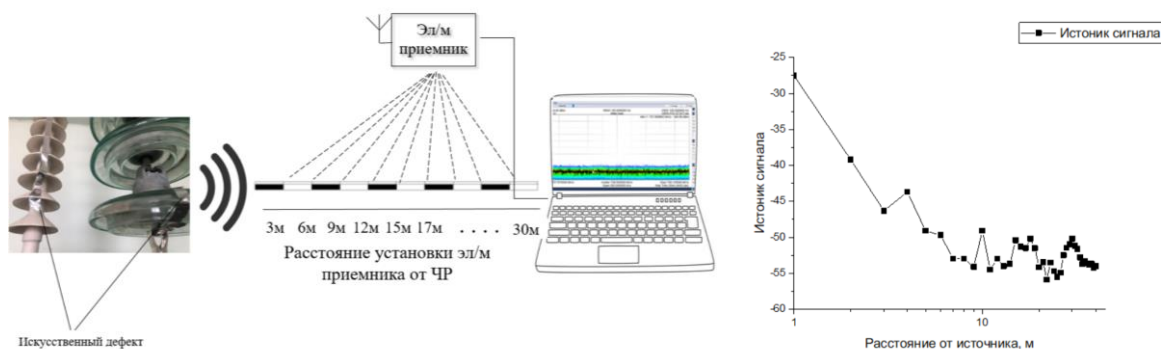 Эл/м
приемник
3м 6м 9м 12м 15м 17м . . . . 30м
Расстояние установки эл/м
приемника от ЧР
Искусственный дефект
Истоник сигнала
-25
-30
-35
-40
-45
-50
-55
-60
Истоник сигнала
1 10
Расстояние от источника, м